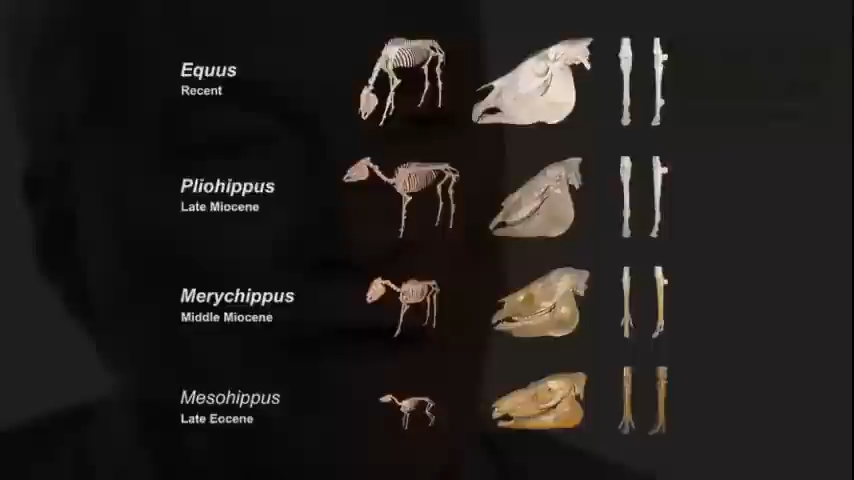 Equus
Recent
Pliohippus
Late Miocene
Merychippus
Middle Miocene
Mesohippus
Late Eocene